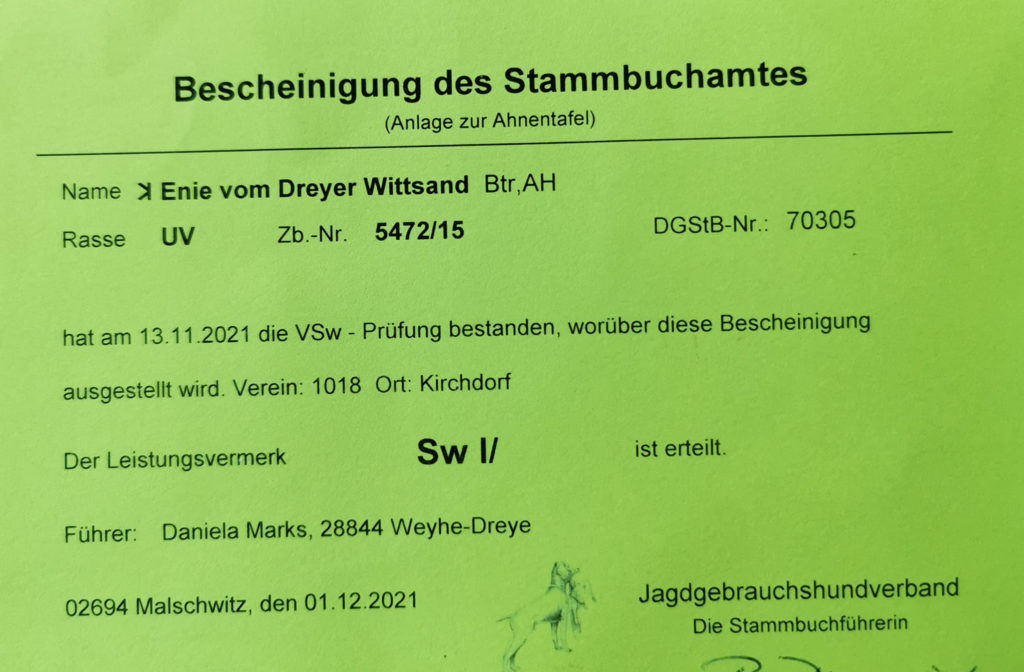 Bescheinigung des Stammbuchamtes
(Anlage zur Ahnentafel)
Name Enie vom Dreyer Wittsand Btr,AH
Rasse UV Zb.-Nr. 5472/15 DGStB-Nr.: 70305
hat am 13.11.2021 die VSw - Prüfung bestanden, worüber diese Bescheinigung
ausgestellt wird. Verein: 1018 Ort: Kirchdorf
Der Leistungsvermerk Sw I/ ist erteilt.
Führer: Daniela Marks, 28844 Weyhe-Dreye
02694 Malschwitz, den 01.12.2021
Jagdgebrauchshundverband
Die Stammbuchführerin